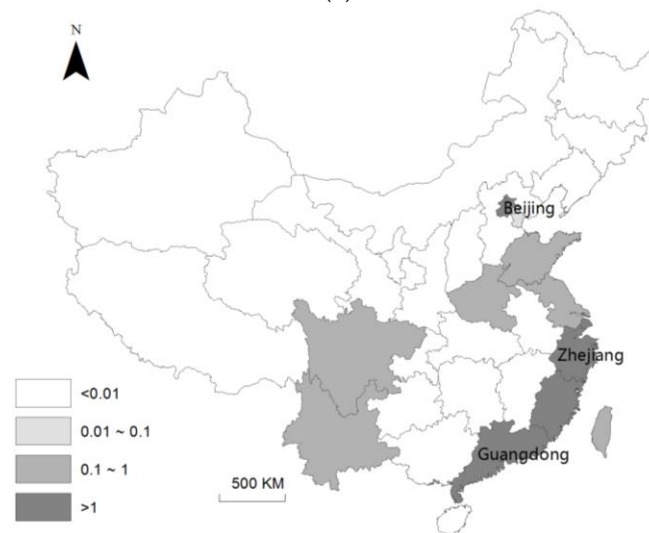 N
Beijing
Zhejiang
Guangdong
<0.01
0.01 ~ 0.1
0.1 ~ 1
>1
500 KM